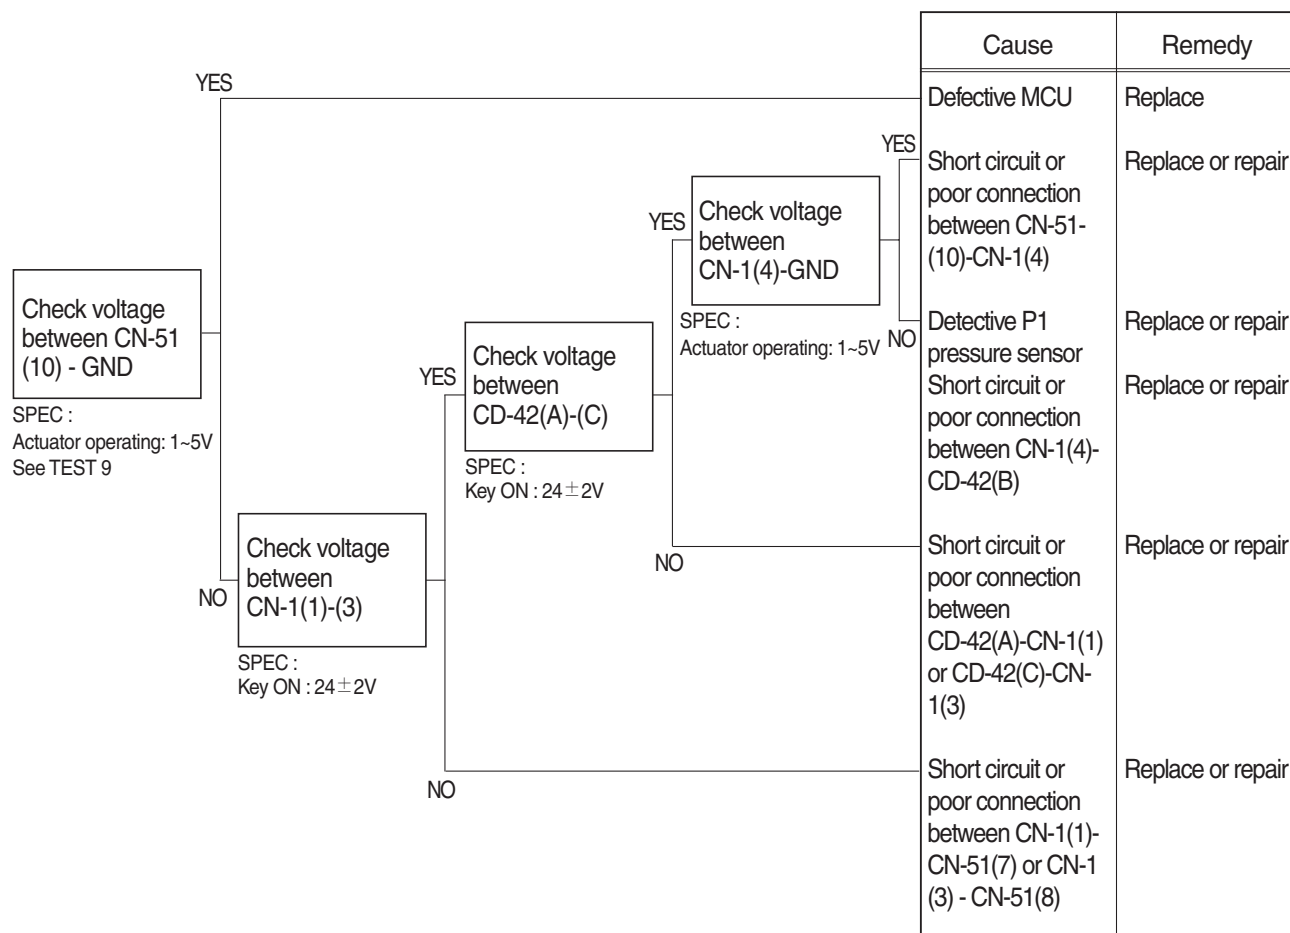 Cause
Remedy
YES
Defective MCU
Replace
YES
Short circuit or
poor connection
between CN-51-
(10)-CN-1(4)
Replace or repair
YES
Check voltage
between
CN-1(4)-GND
SPEC :
Actuator operating: 1~5V
NO
Detective P1
pressure sensor
Replace or repair
Short circuit or
poor connection
between CN-1(4)-
CD-42(B)
Replace or repair
Check voltage
between CN-51
(10) - GND
SPEC :
Actuator operating: 1~5V
See TEST 9
YES
Check voltage
between
CD-42(A)-(C)
SPEC :
Key ON : 24±2V
NO
Short circuit or
poor connection
between
CD-42(A)-CN-1(1)
or CD-42(C)-CN-
1(3)
Replace or repair
NO
Check voltage
between
CN-1(1)-(3)
SPEC :
Key ON : 24±2V
NO
Short circuit or
poor connection
between CN-1(1)-
CN-51(7) or CN-1
(3) - CN-51(8)
Replace or repair